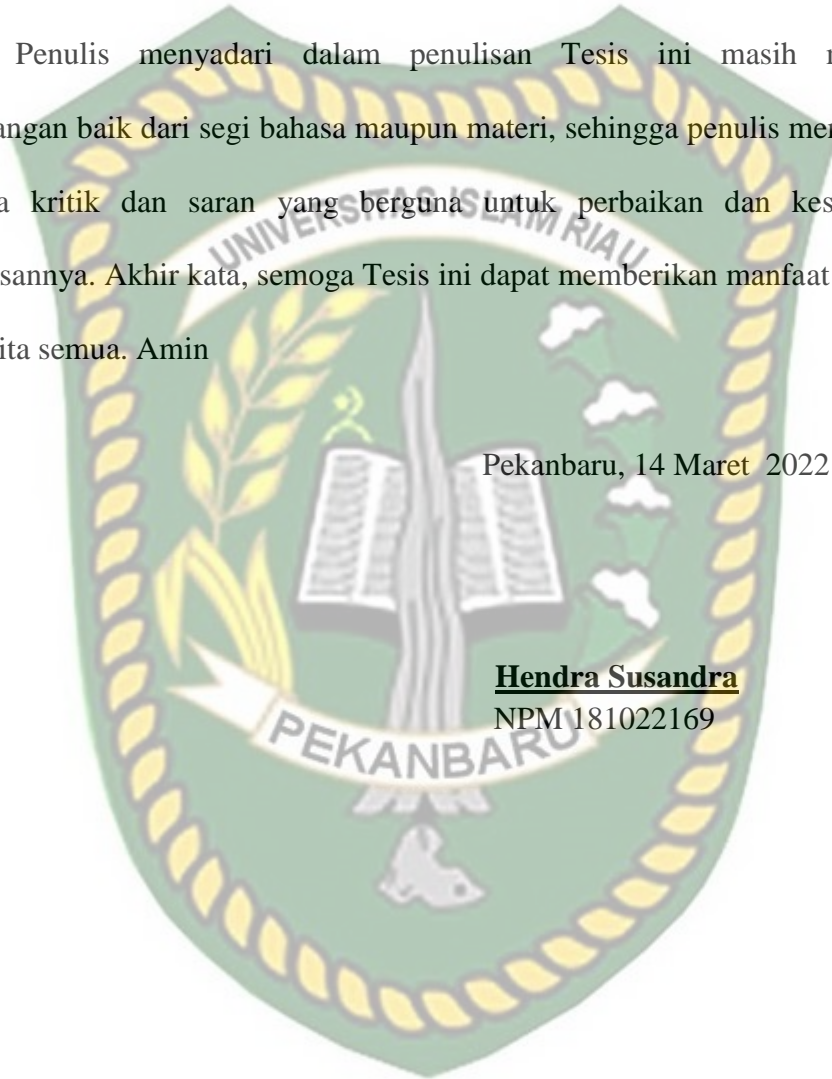 Penulis menyadari dalam penulisan Tesis ini masih
angan baik dari segi bahasa maupun materi, sehingga penulis
kritik dan saran yang berguna untuk perbaikan dan
sannya. Akhir kata, semoga Tesis ini dapat memberikan manfaat
ita semua. Amin
UNIVERSITAS ISLAM RIAU
Pekanbaru, 14 Maret 2022
Hendra Susandra
NPM 181022169
PEKANBARU